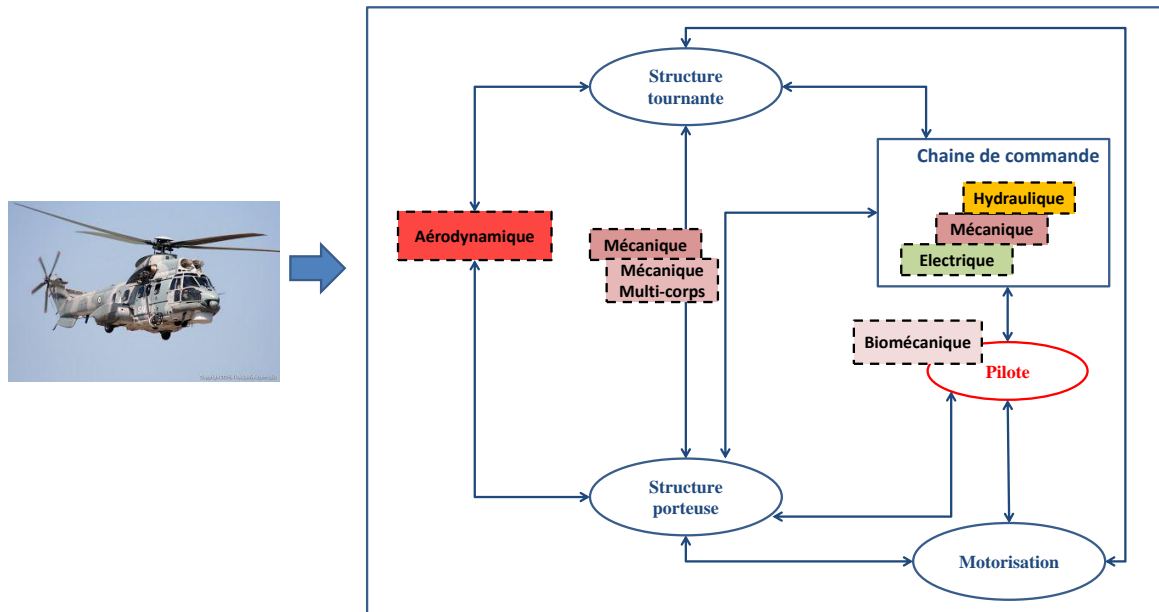 Structure
tournante
Chaine de commande
Hydraulique
Mécanique
Electrique
Aérodynamique
Mécanique
Mécanique
Multi-corps
Biomécanique
Pilote
Structure
porteuse
Motorisation